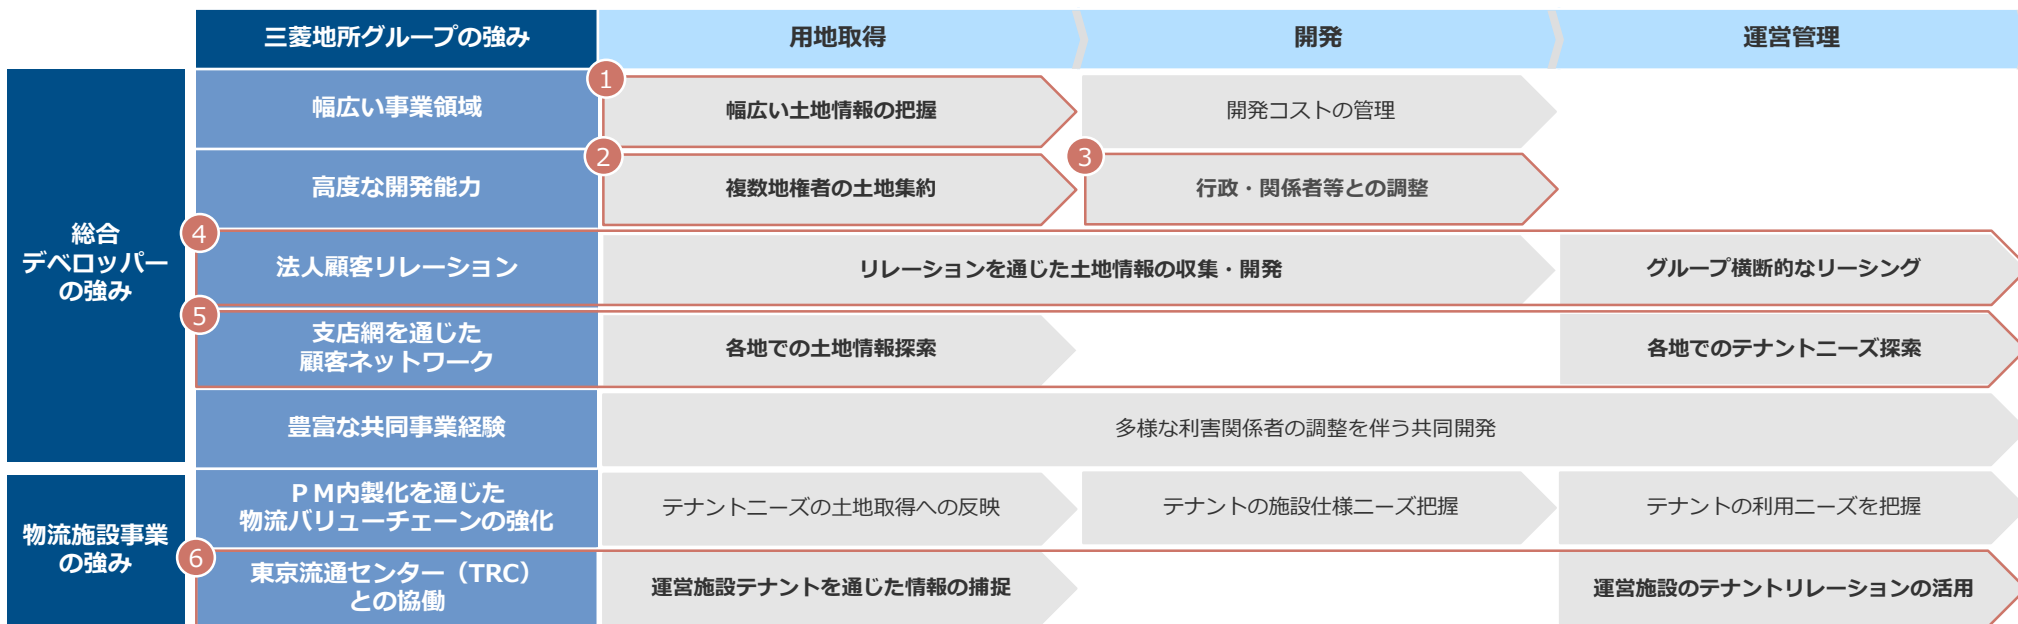 三菱地所グループの強み
用地取得
開発
運営管理
総合
デベロッパー
の強み
幅広い事業領域
1
幅広い土地情報の把握
開発コストの管理
高度な開発能力
2
複数地権者の土地集約
3
行政・関係者等との調整
4
法人顧客リレーション
リレーションを通じた土地情報の収集・開発
グループ横断的なリーシング
5
支店網を通じた
顧客ネットワーク
各地での土地情報探索
各地でのテナントニーズ探索
豊富な共同事業経験
多様な利害関係者の調整を伴う共同開発
物流施設事業
の強み
ＰＭ内製化を通じた
物流バリューチェーンの強化
テナントニーズの土地取得への反映
テナントの施設仕様ニーズ把握
テナントの利用ニーズを把握
6
東京流通センター（TRC）
との協働
運営施設テナントを通じた情報の捕捉
運営施設のテナントリレーションの活用